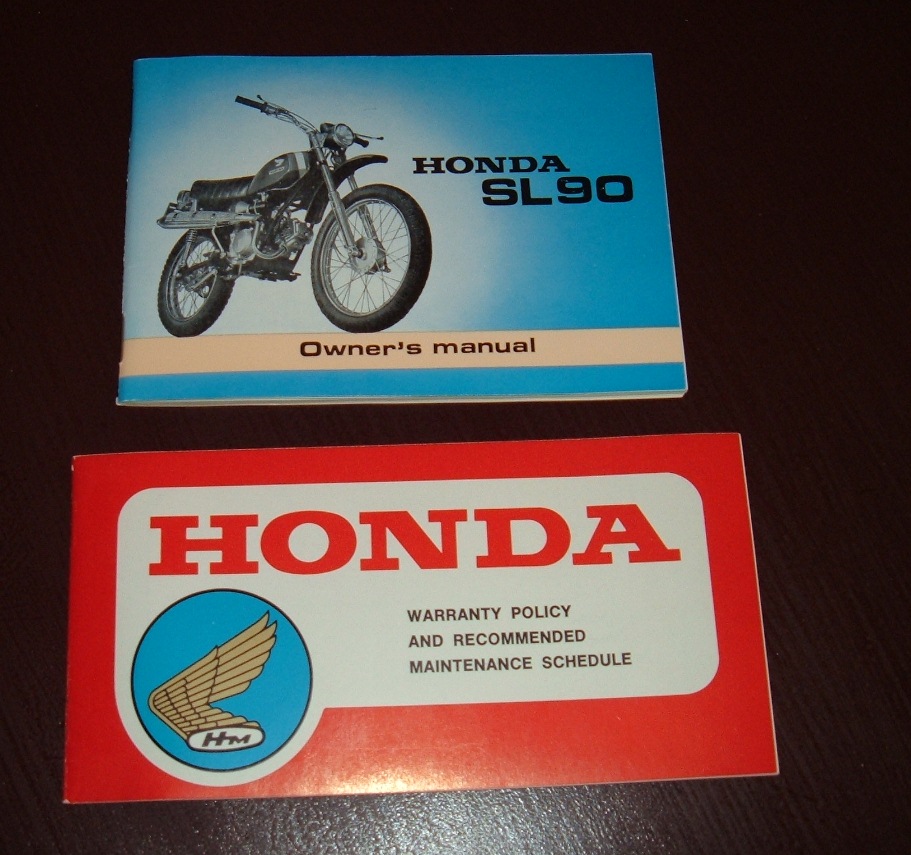 HONDA
SL90
Owner's manual
HONDA
WARRANTY POLICY
AND RECOMMENDED
MAINTENANCE SCHEDULE
HM